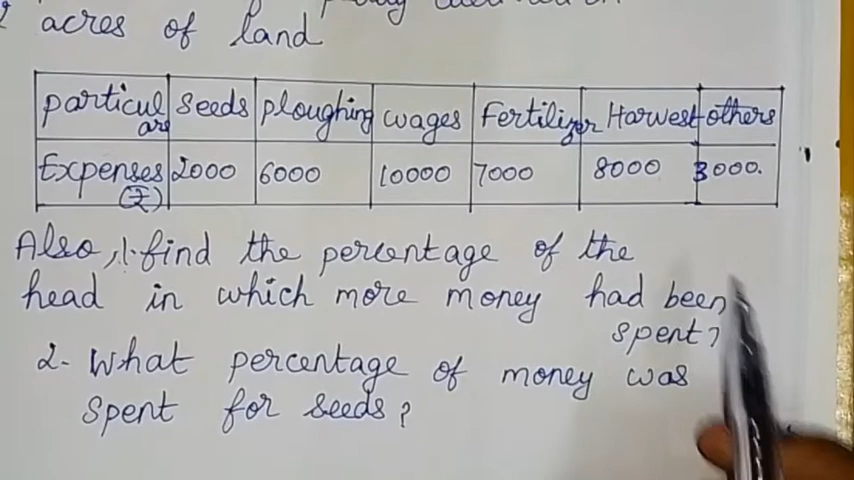 acres of land
particulars seeds ploughing wages Fertilizer Harvest others
Expenses (₹) 2000 6000 10000 7000 8000 3000.
Also, 1. find the percentage of the
head in which more money had been
spent?
2. What percentage of money was
spent for seeds?